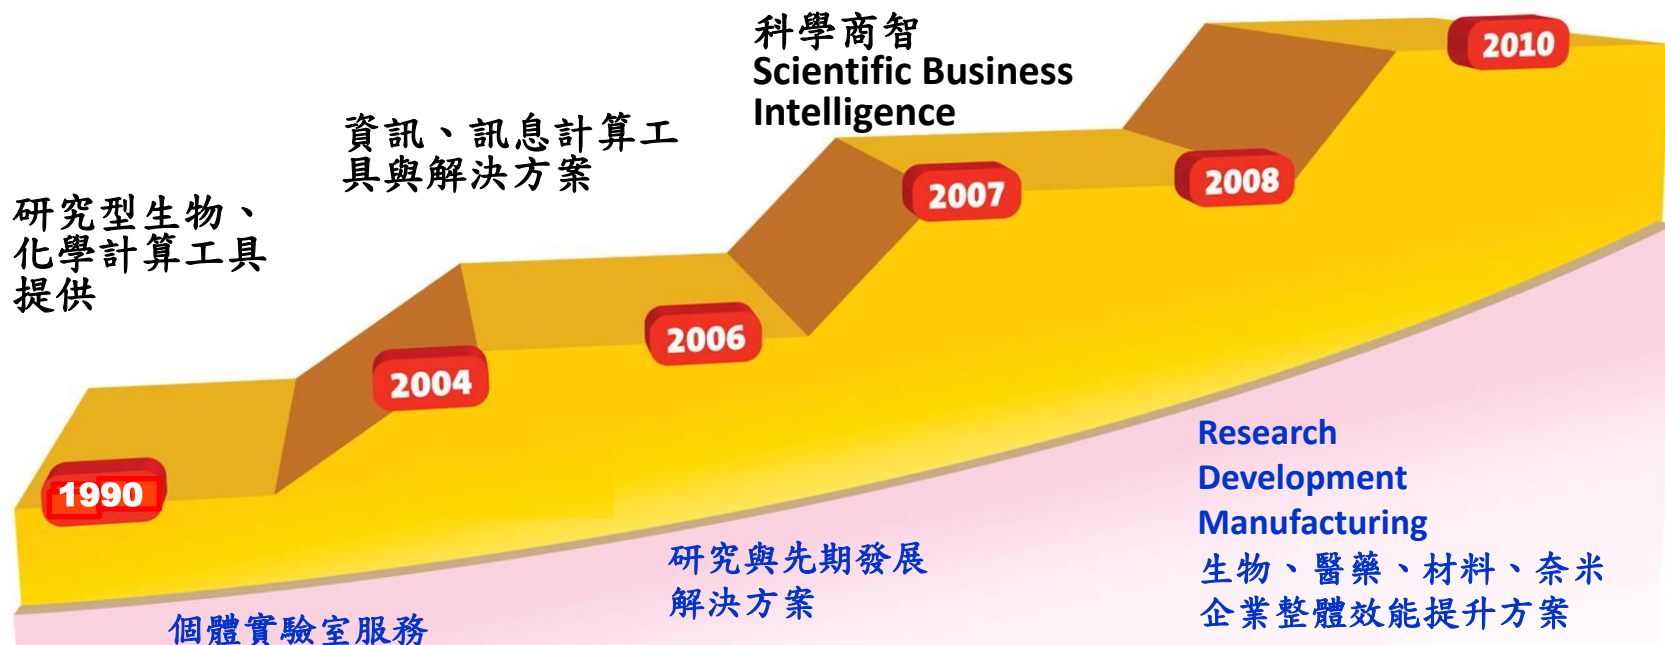 科學商智
Scientific Business
Intelligence
2010
資訊、訊息計算工
具與解決方案
研究型生物、
化學計算工具
提供
2007
2008
2006
2004
1990
Research
Development
Manufacturing
生物、醫藥、材料、奈米
企業整體效能提升方案
研究與先期發展
解決方案
個體實驗室服務